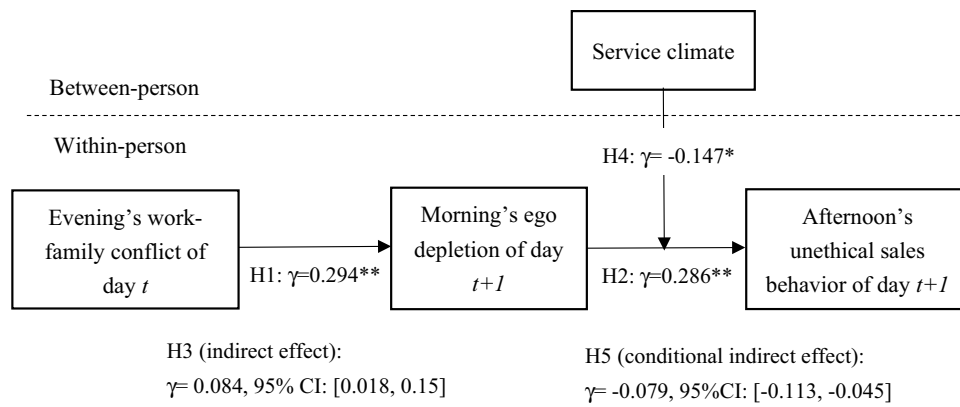 Service climate
Between-person
Within-person
H4: γ= -0.147*
Evening’s work-
family conflict of
day t
H1: γ=0.294**
Morning’s ego
depletion of day
t+1
H2: γ=0.286**
Afternoon’s
unethical sales
behavior of day t+1
H3 (indirect effect):
γ= 0.084, 95% CI: [0.018, 0.15]
H5 (conditional indirect effect):
γ= -0.079, 95%CI: [-0.113, -0.045]